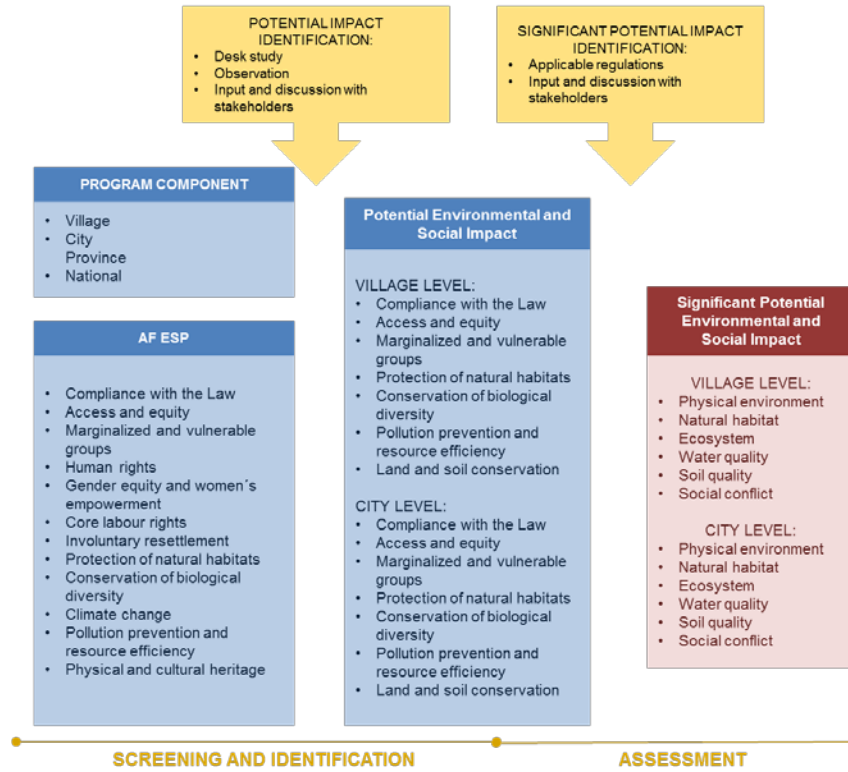 POTENTIAL IMPACT
IDENTIFICATION:
• Desk study
• Observation
• Input and discussion with
stakeholders
SIGNIFICANT POTENTIAL IMPACT
IDENTIFICATION:
• Applicable regulations
• Input and discussion with
stakeholders
PROGRAM COMPONENT
• Village
• City
Province
• National
AF ESP
• Compliance with the Law
• Access and equity
• Marginalized and vulnerable
groups
• Human rights
• Gender equity and women´s
empowerment
• Core labour rights
• Involuntary resettlement
• Protection of natural habitats
• Conservation of biological
diversity
• Climate change
• Pollution prevention and
resource efficiency
• Physical and cultural heritage
Potential Environmental and
Social Impact
VILLAGE LEVEL:
• Compliance with the Law
• Access and equity
• Marginalized and vulnerable
groups
• Protection of natural habitats
• Conservation of biological
diversity
• Pollution prevention and
resource efficiency
• Land and soil conservation
CITY LEVEL:
• Compliance with the Law
• Access and equity
• Marginalized and vulnerable
groups
• Protection of natural habitats
• Conservation of biological
diversity
• Pollution prevention and
resource efficiency
• Land and soil conservation
Significant Potential
Environmental and
Social Impact
VILLAGE LEVEL:
• Physical environment
• Natural habitat
• Ecosystem
• Water quality
• Soil quality
• Social conflict
CITY LEVEL:
• Physical environment
• Natural habitat
• Ecosystem
• Water quality
• Soil quality
• Social conflict
SCREENING AND IDENTIFICATION
ASSESSMENT